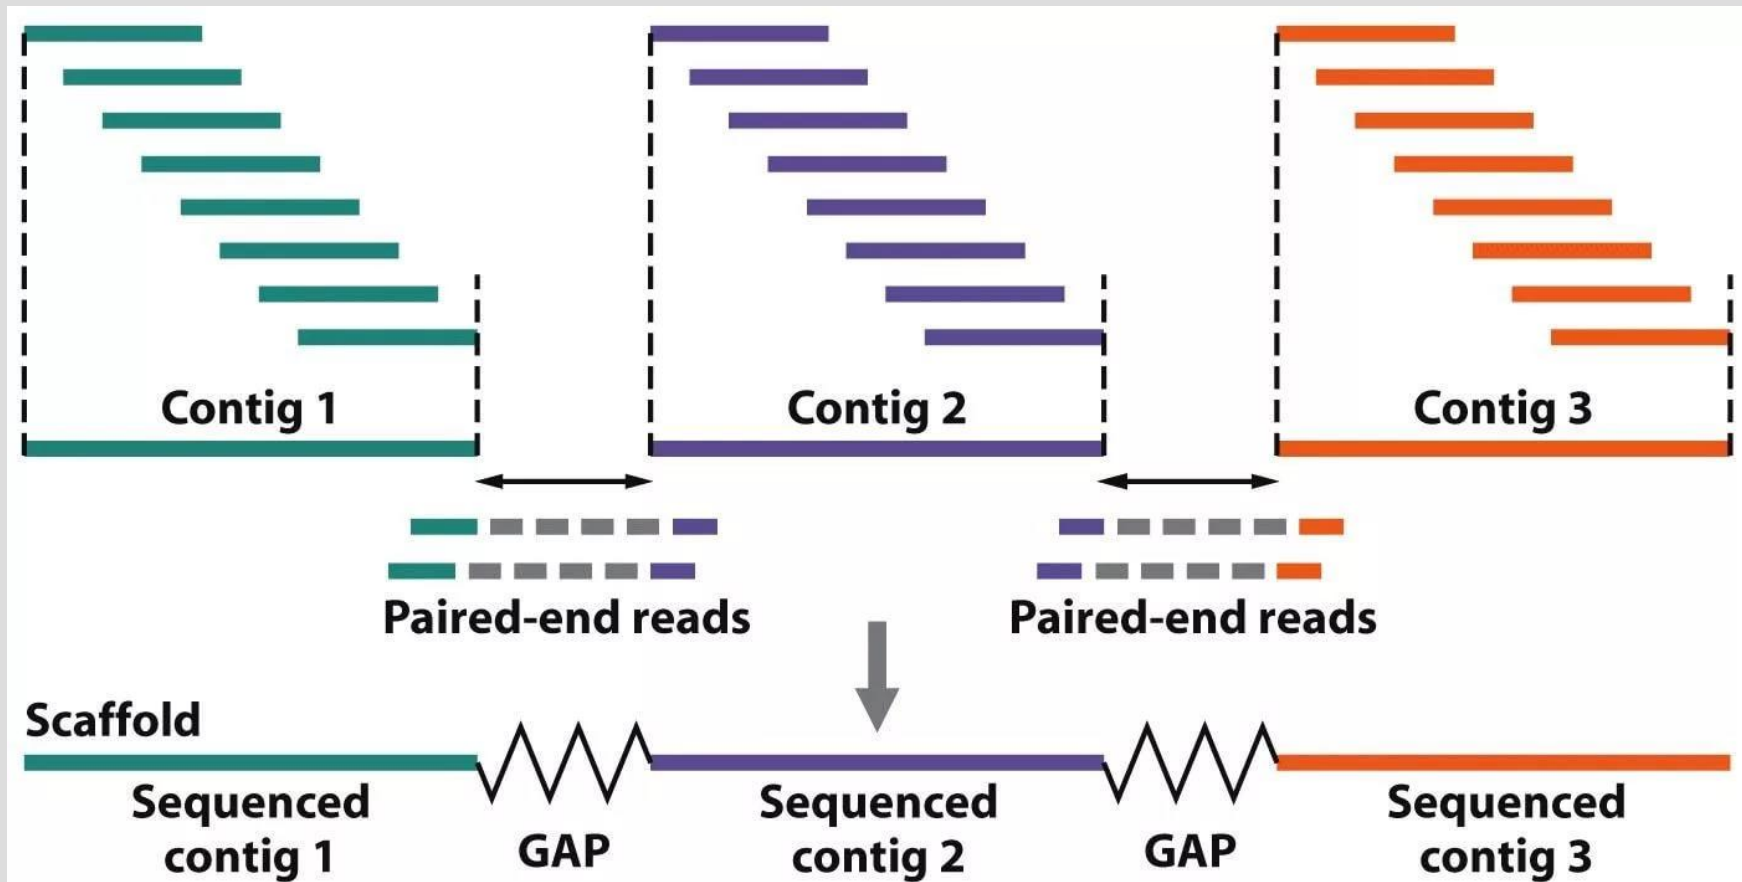 Contig 1
Contig 2
Contig 3
Paired-end reads
Paired-end reads
Scaffold
Sequenced
contig 1
GAP
Sequenced
contig 2
GAP
Sequenced
contig 3